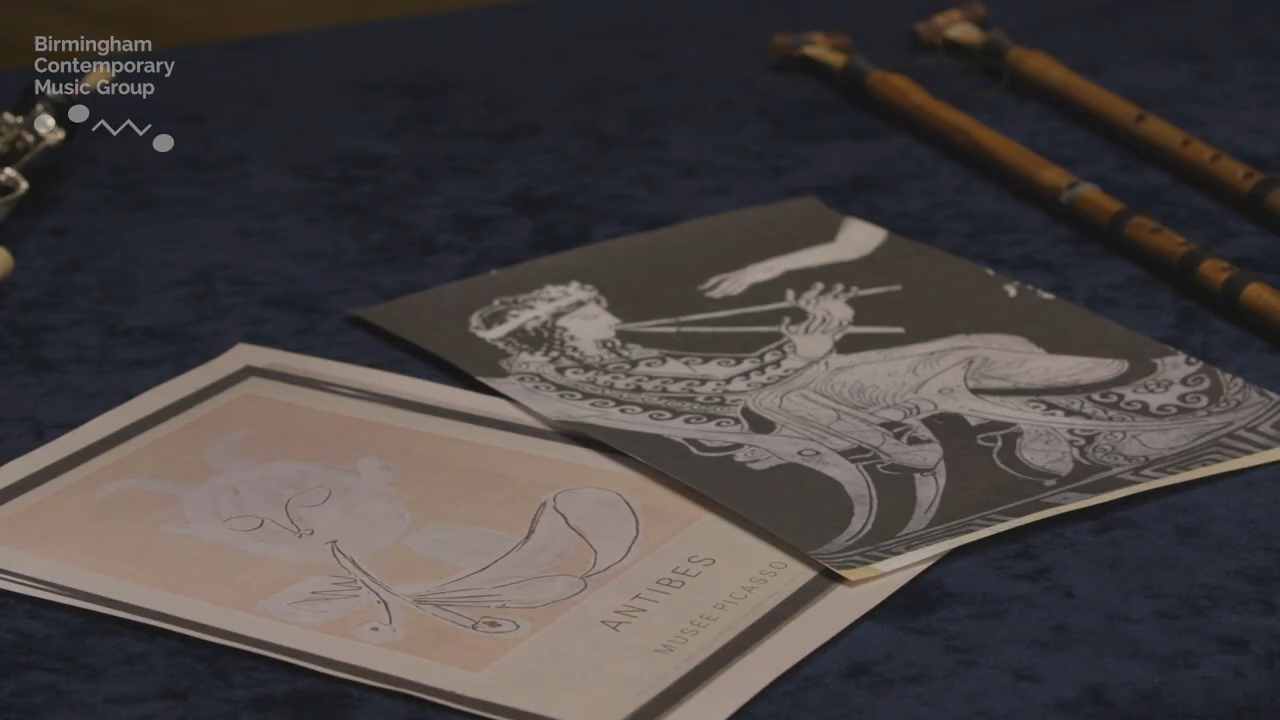 Birmingham
Contemporary
Music Group
ANTIBES
MUSÉE PICASSO